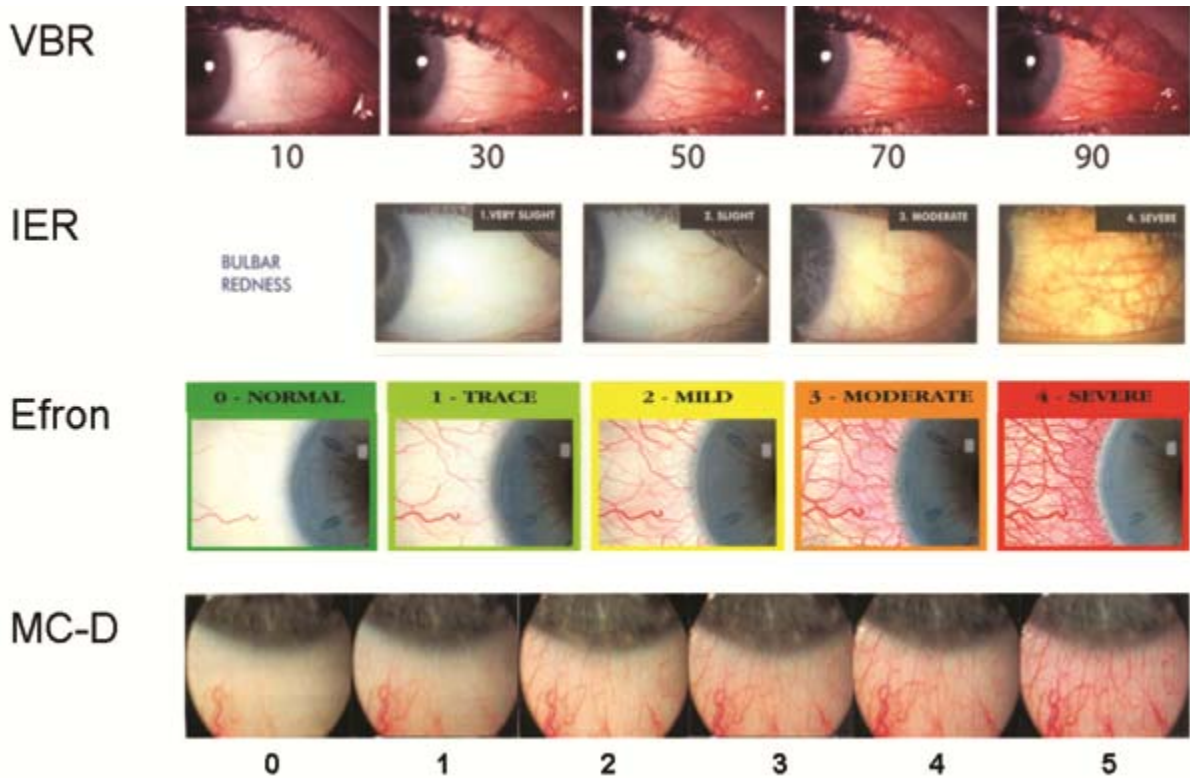 VBR
10 30 50 70 90
IER
BULBAR
REDNESS
1.VERY SLIGHT 2. SLIGHT 3. MODERATE 4. SEVERE
Efron
0 - NORMAL 1 - TRACE 2 - MILD 3 - MODERATE 4 - SEVERE
MC-D
0 1 2 3 4 5